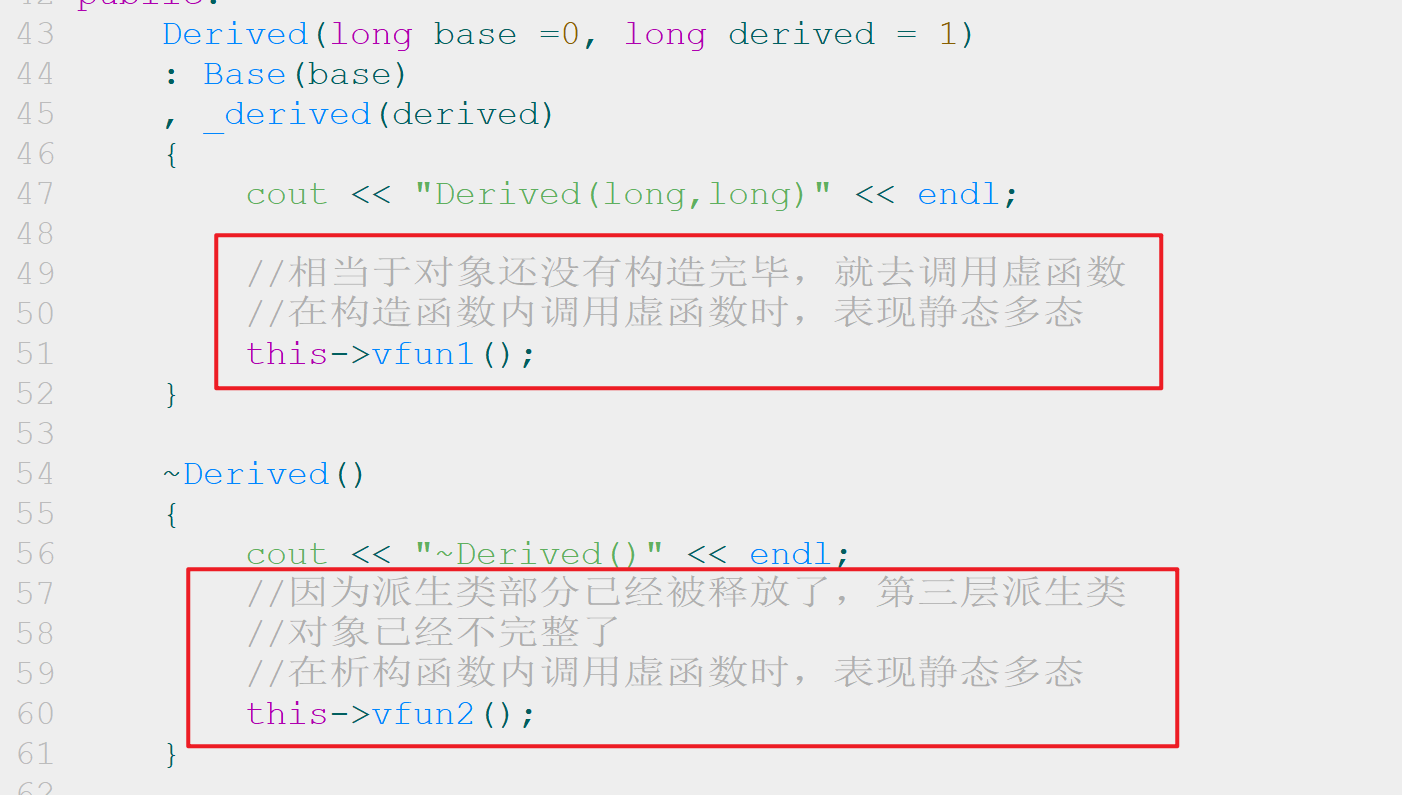 42 public:
43 Derived(long base =0, long derived = 1)
44 : Base(base)
45 , _derived(derived)
46 {
47 cout << "Derived(long,long)" << endl;
48
49 //相当于对象还没有构造完毕，就去调用虚函数
50 //在构造函数内调用虚函数时，表现静态多态
51 this->vfun1();
52 }
53
54 ~Derived()
55 {
56 cout << "~Derived()" << endl;
57 //因为派生类部分已经被释放了，第三层派生类
58 //对象已经不完整了
59 //在析构函数内调用虚函数时，表现静态多态
60 this->vfun2();
61 }
62